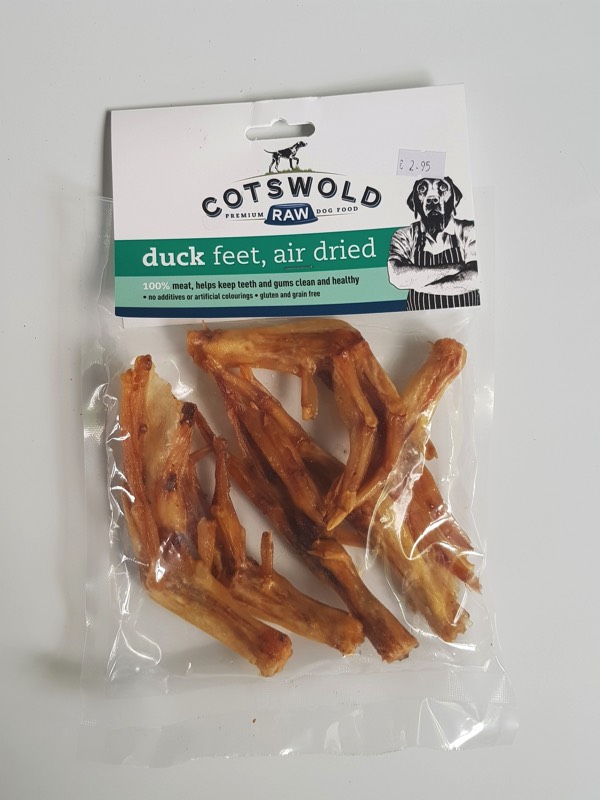 £ 2.95
COTSWOLD
PREMIUM RAW DOG FOOD
duck feet, air dried
100% meat, helps keep teeth and gums clean and healthy
• no additives or artificial colourings • gluten and grain free